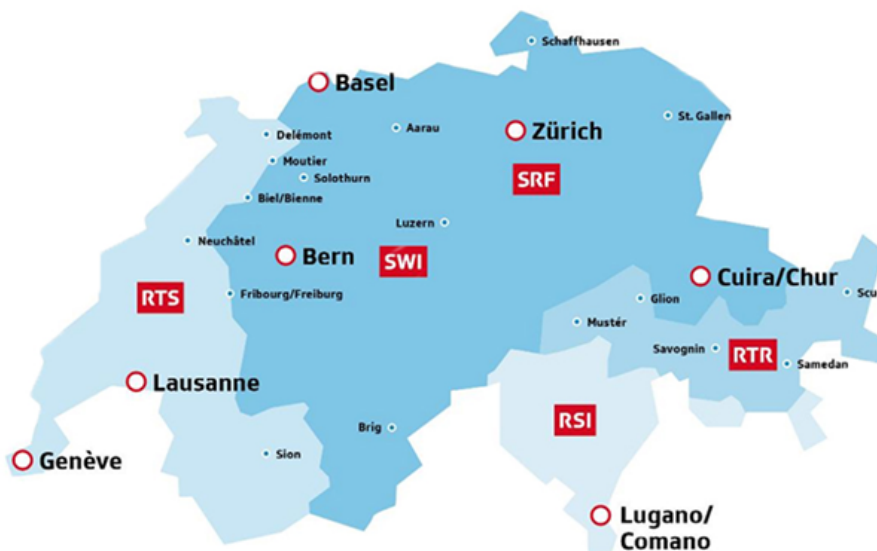 Schaffhausen
Basel
St. Gallen
Aarau
Zürich
Delémont
Moutier
Solothurn
SRF
Biel/Bienne
Luzern
Neuchâtel
Bern
SWI
Cuira/Chur
RTS
Fribourg/Freiburg
Glion
Scu
Mustér
Savognin
RTR
Samedan
Lausanne
RSI
Brig
Sion
Genève
Lugano/
Comano